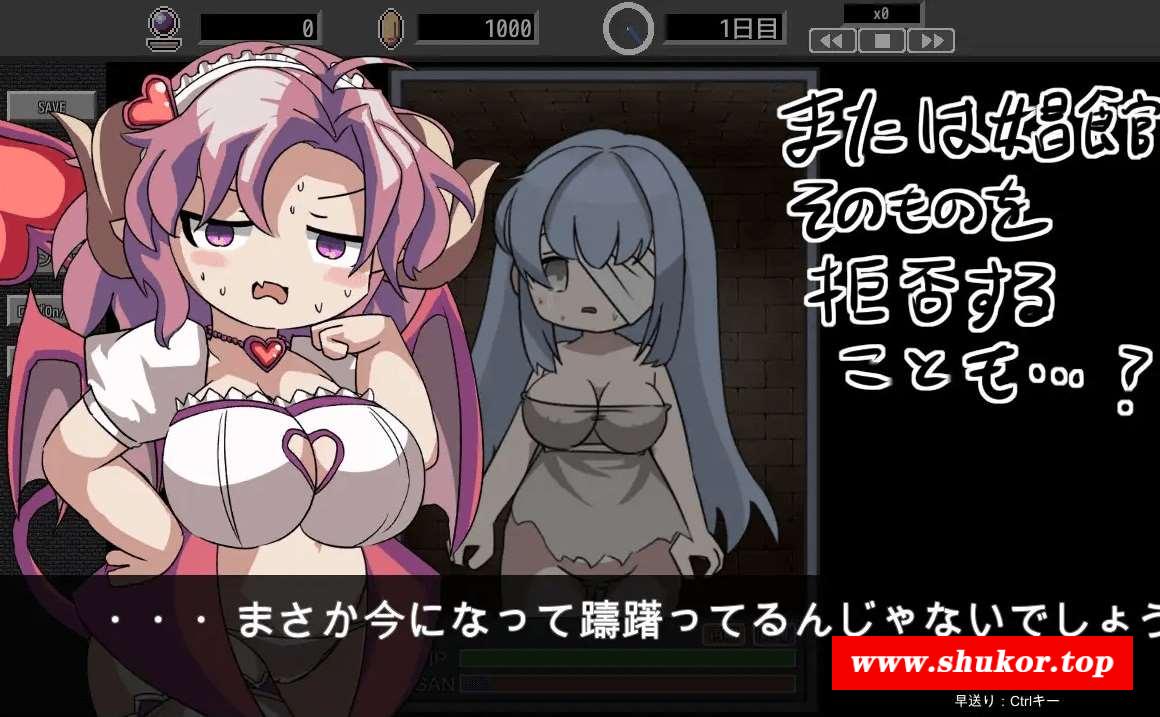 0
1000
1日目
x0
SAVE
または娼館
そのものを
拒否する
ことも…?
・・・まさか今になって躊躇ってるんじゃないでしょう
SAN
www.shukor.top
早送り：Ctrlキー